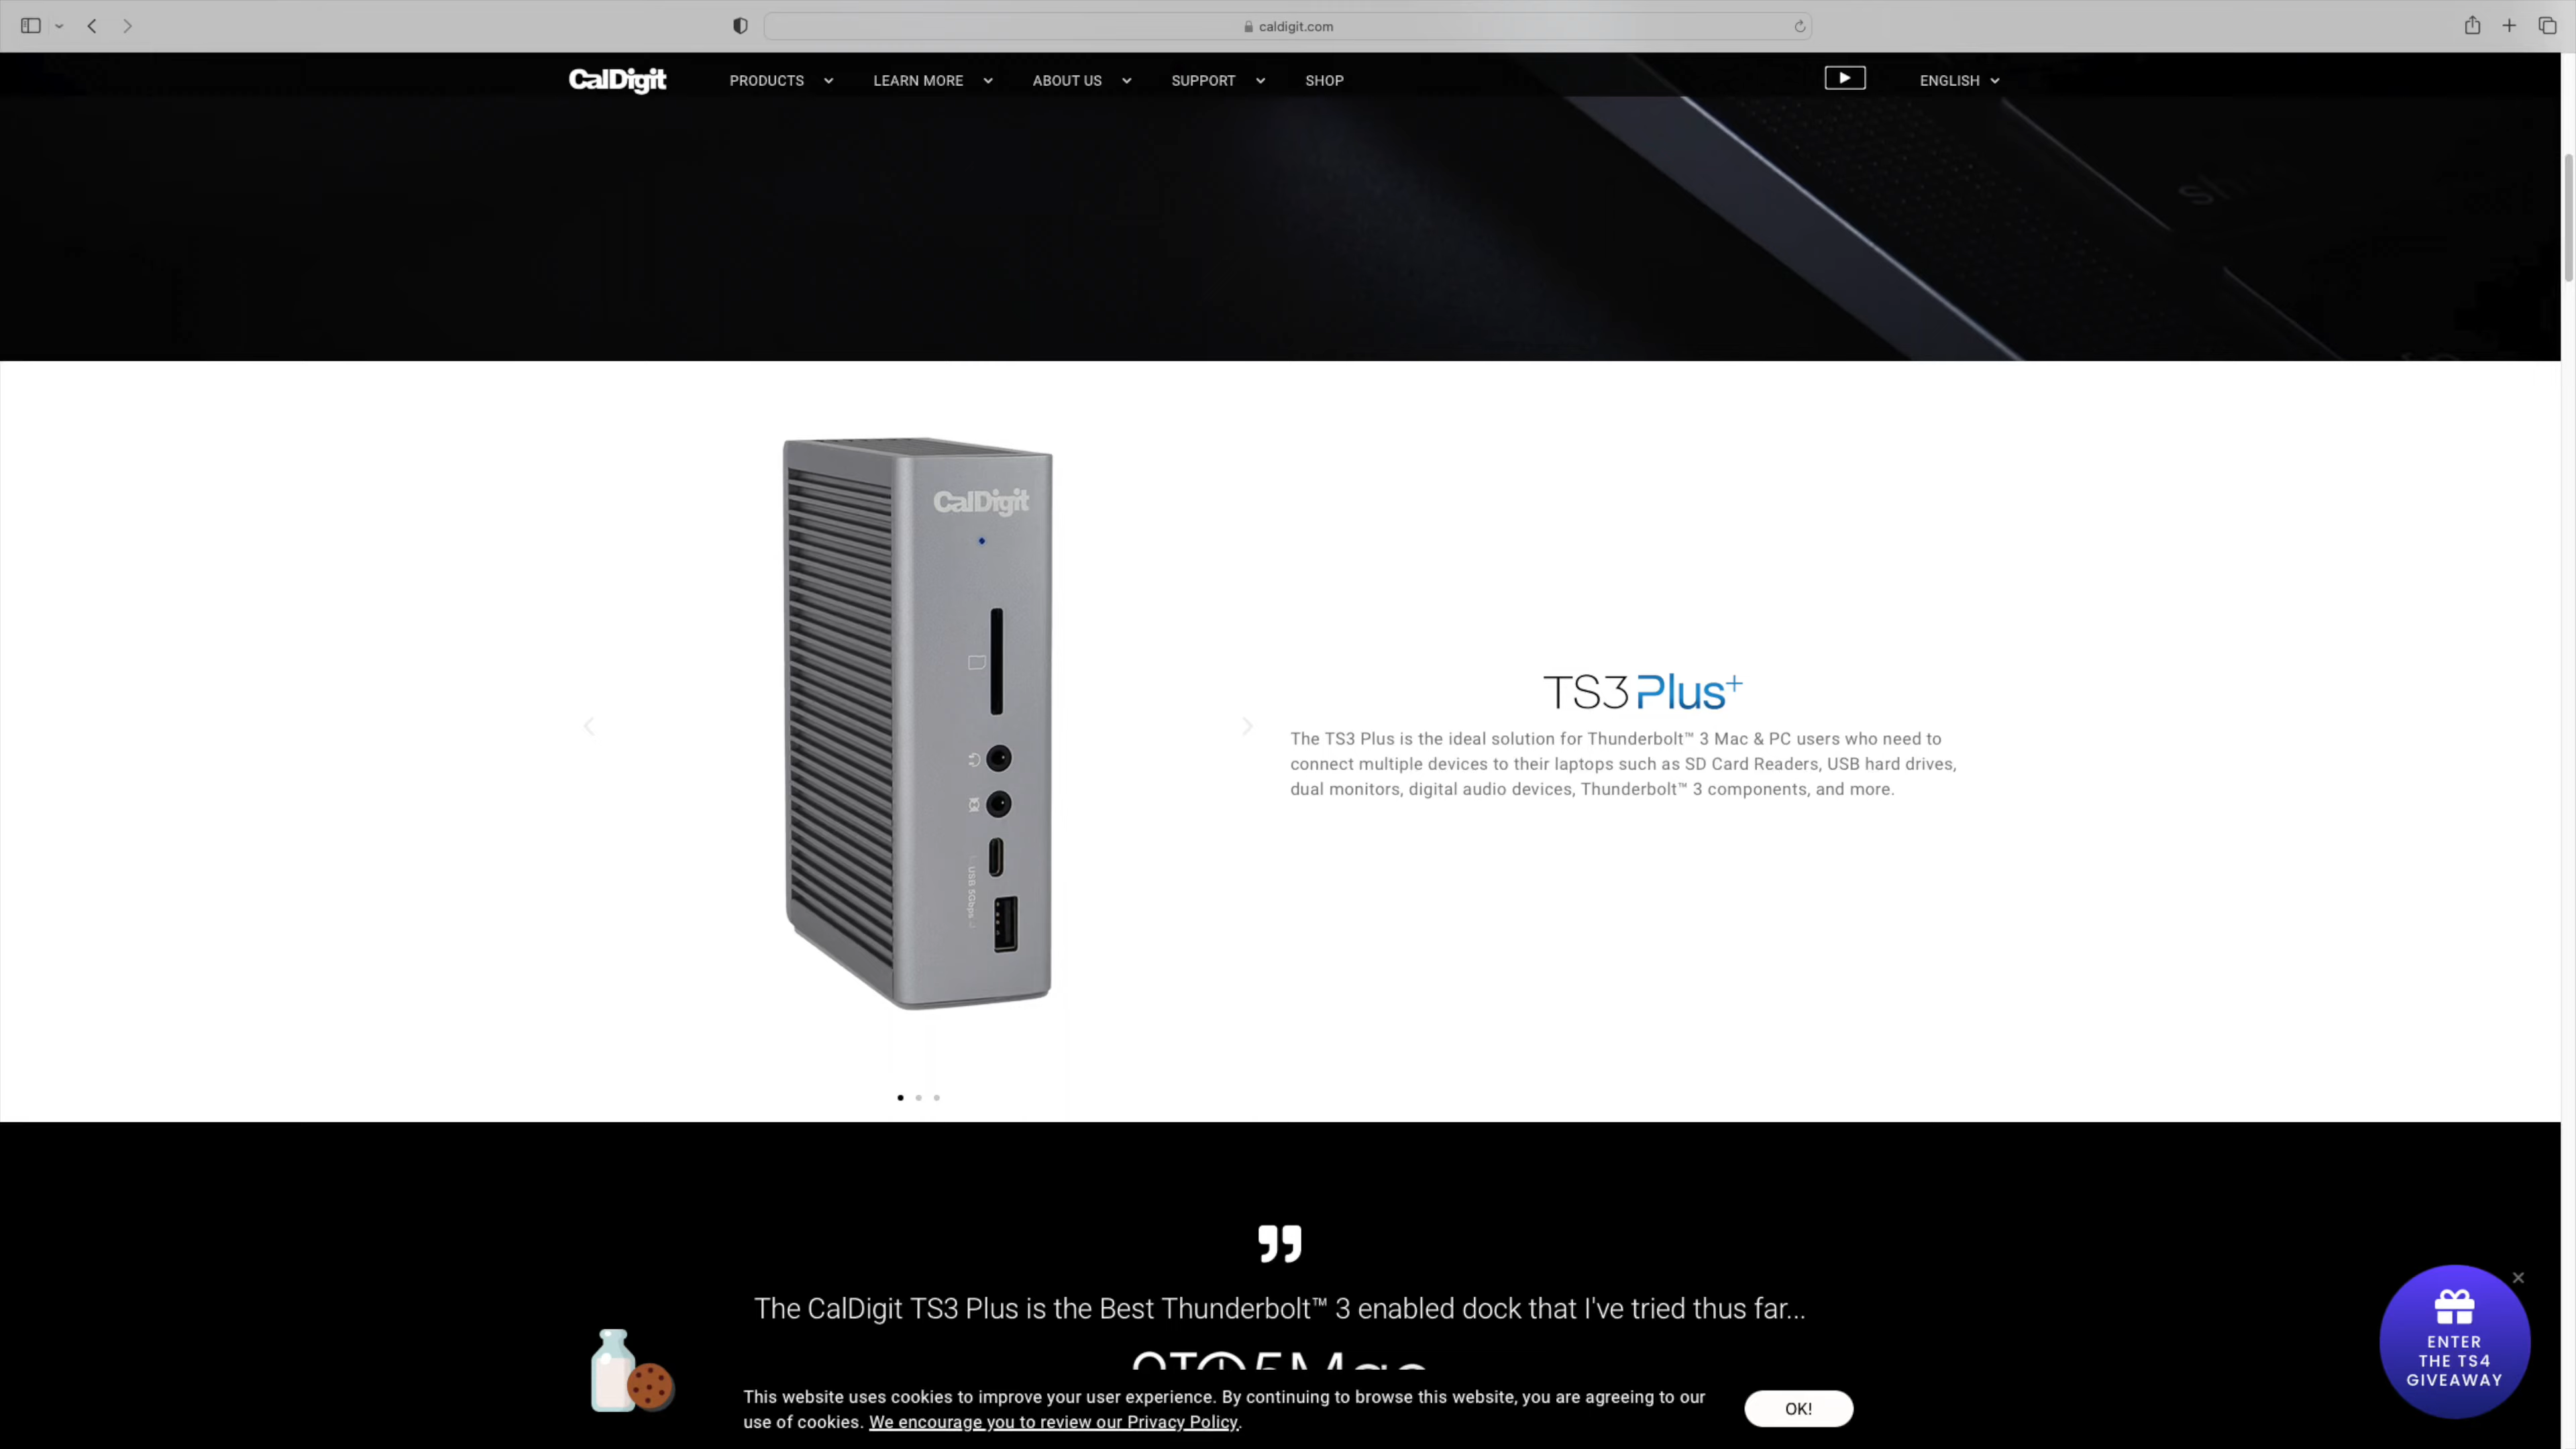 caldigit.com
CalDigit PRODUCTS LEARN MORE ABOUT US SUPPORT SHOP ENGLISH
shift
CalDigit
USB 5Gbps
TS3 Plus+
The TS3 Plus is the ideal solution for Thunderbolt™ 3 Mac & PC users who need to
connect multiple devices to their laptops such as SD Card Readers, USB hard drives,
dual monitors, digital audio devices, Thunderbolt™ 3 components, and more.
The CalDigit TS3 Plus is the Best Thunderbolt™ 3 enabled dock that I've tried thus far...
9TO5Mac
This website uses cookies to improve your user experience. By continuing to browse this website, you are agreeing to our
use of cookies. We encourage you to review our Privacy Policy.
OK!
ENTER
THE TS4
GIVEAWAY